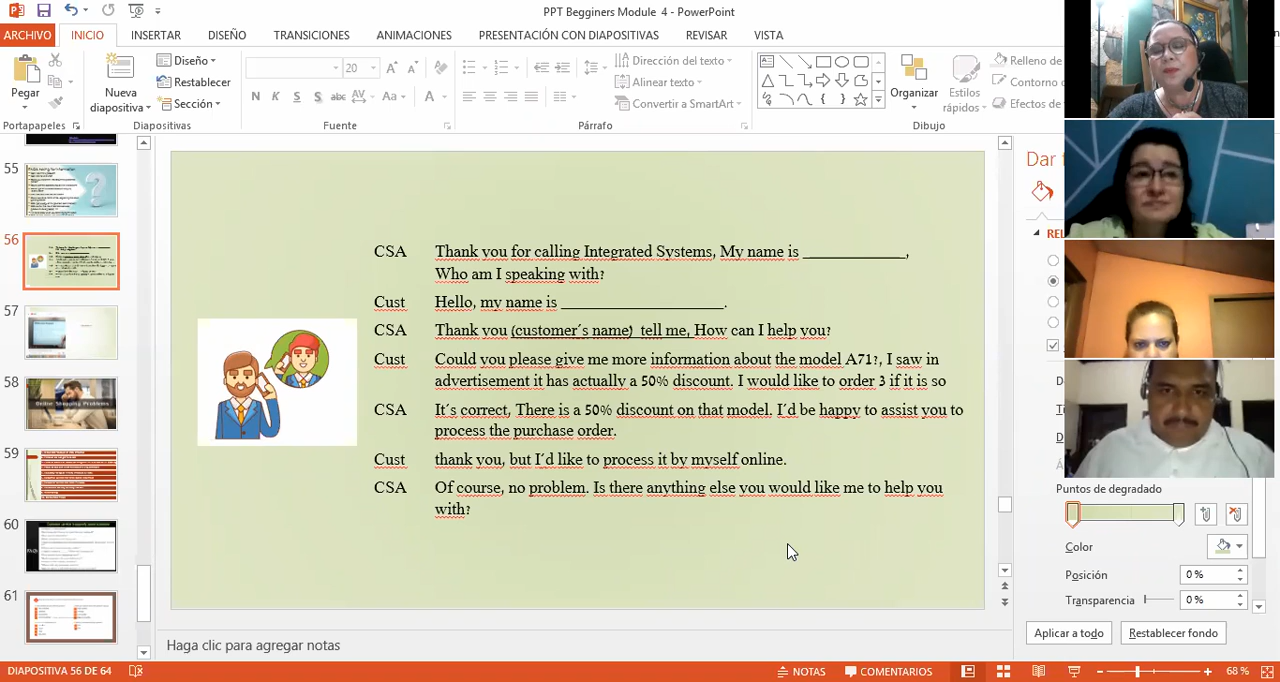 PPT Begginers Module 4 - PowerPoint
ARCHIVO INICIO INSERTAR DISEÑO TRANSICIONES ANIMACIONES PRESENTACIÓN CON DIAPOSITIVAS REVISAR VISTA
Pegar
Nueva
diapositiva
Diseño
Restablecer
Sección
20
N K S S abc AV Aa A
Dirección del texto
Alinear texto
Convertir a SmartArt
Organizar
Estilos
rápidos
Relleno de
Contorno
Efectos de
Portapapeles Diapositivas Fuente Párrafo Dibujo
55
56
57
58
Online Shopping Problems
59
60
61
CSA Thank you for calling Integrated Systems, My name is ____________,
Who am I speaking with?
Cust Hello, my name is __________________.
CSA Thank you (customer´s name) tell me, How can I help you?
Cust Could you please give me more information about the model A71?, I saw in
advertisement it has actually a 50% discount. I would like to order 3 if it is so
CSA It´s correct, There is a 50% discount on that model. I´d be happy to assist you to
process the purchase order.
Cust thank you, but I´d like to process it by myself online.
CSA Of course, no problem. Is there anything else you would like me to help you
with?
Dar
REL
Puntos de degradado
Color
Posición 0 %
Transparencia 0 %
Aplicar a todo Restablecer fondo
Haga clic para agregar notas
DIAPOSITIVA 56 DE 64 NOTAS COMENTARIOS 68 %